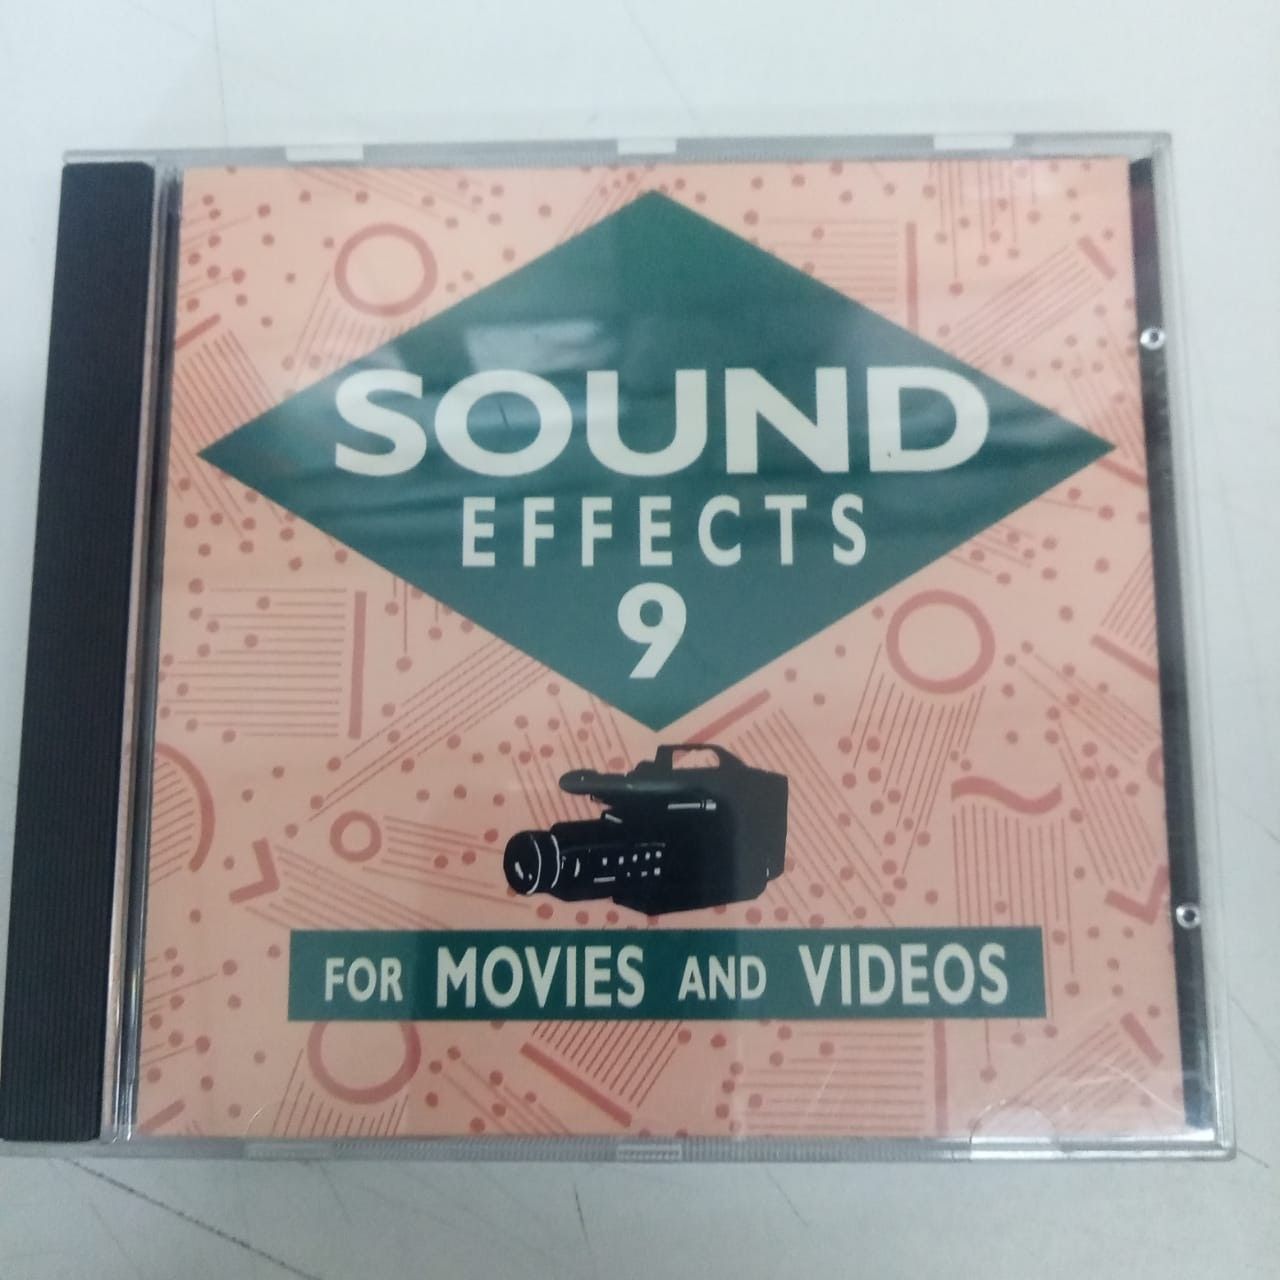 SOUND
EFFECTS
9
FOR MOVIES AND VIDEOS